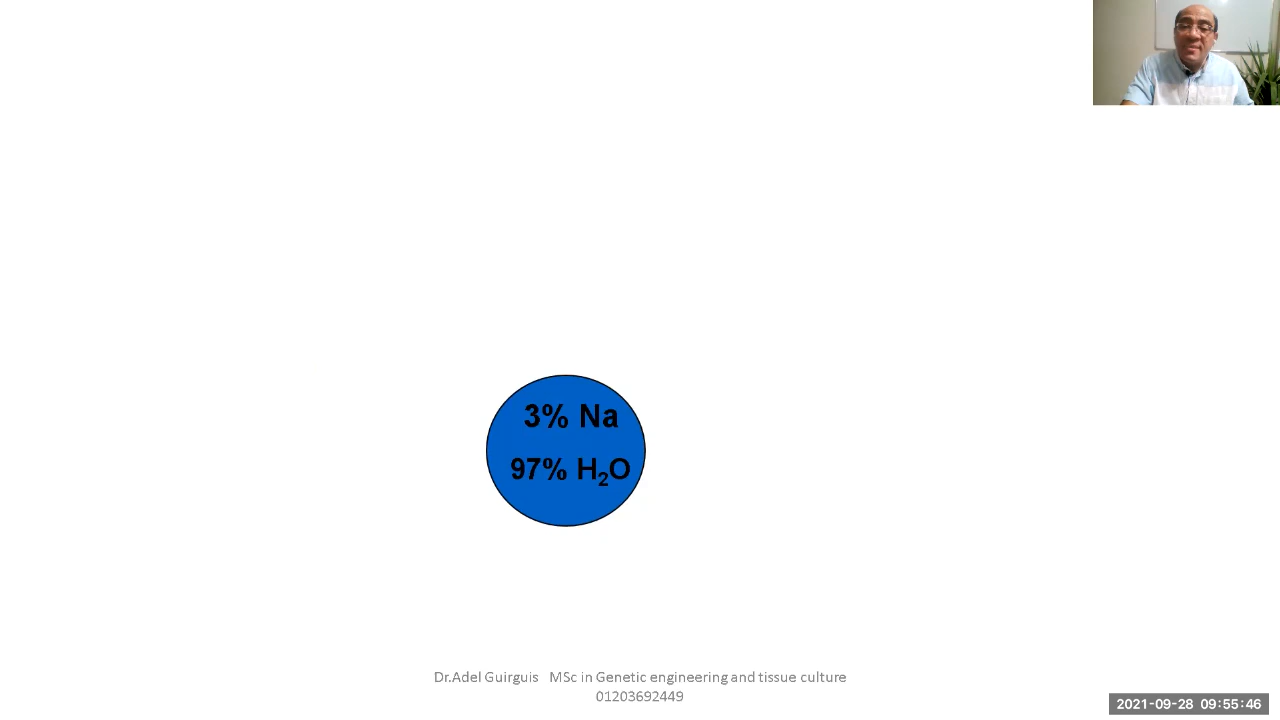 3% Na
97% H₂O
Dr.Adel Guirguis MSc in Genetic engineering and tissue culture
01203692449
2021-09-28 09:55:46